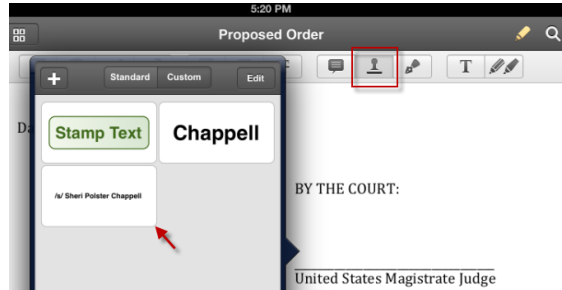 5:20 PM
Proposed Order
Standard Custom Edit
T
Da
Stamp Text
Chappell
/s/ Sheri Polster Chappell
BY THE COURT:
United States Magistrate Judge